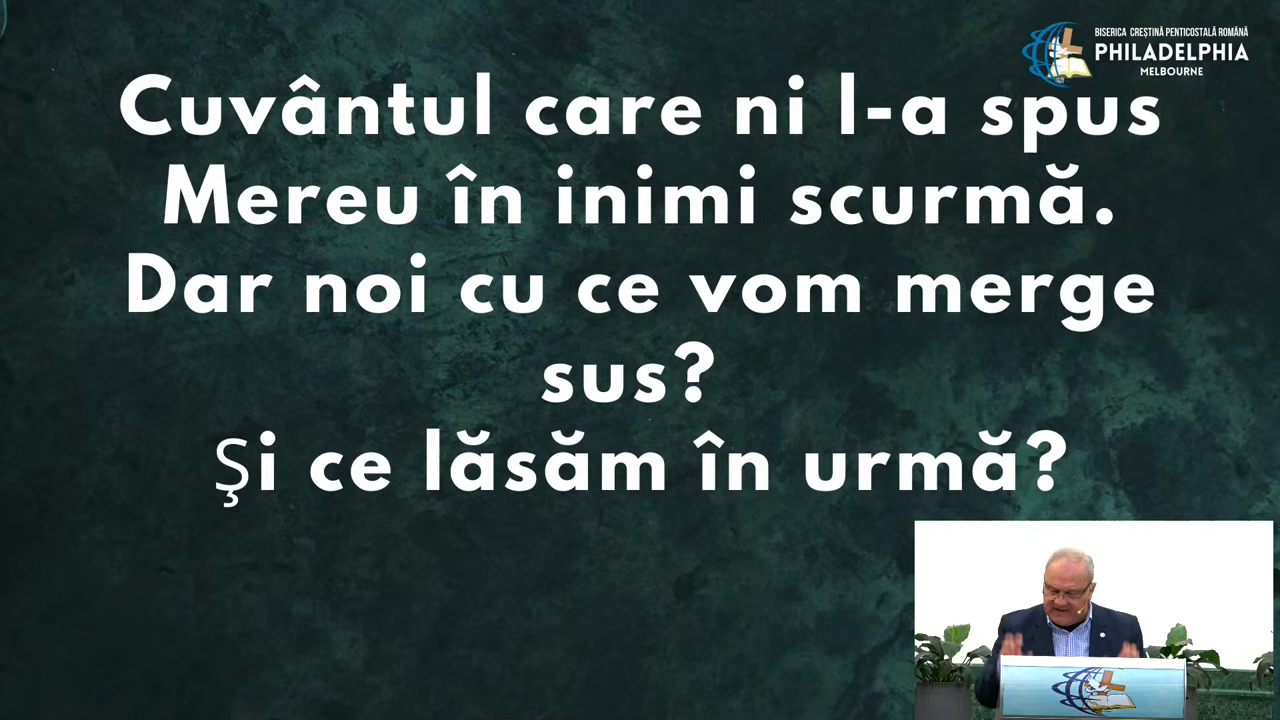 BISERICA CREȘTINĂ PENTICOSTALĂ ROMÂNĂ
PHILADELPHIA
MELBOURNE
Cuvântul care ni l-a spus
Mereu în inimi scurmă.
Dar noi cu ce vom merge
sus?
Şi ce lăsăm în urmă?